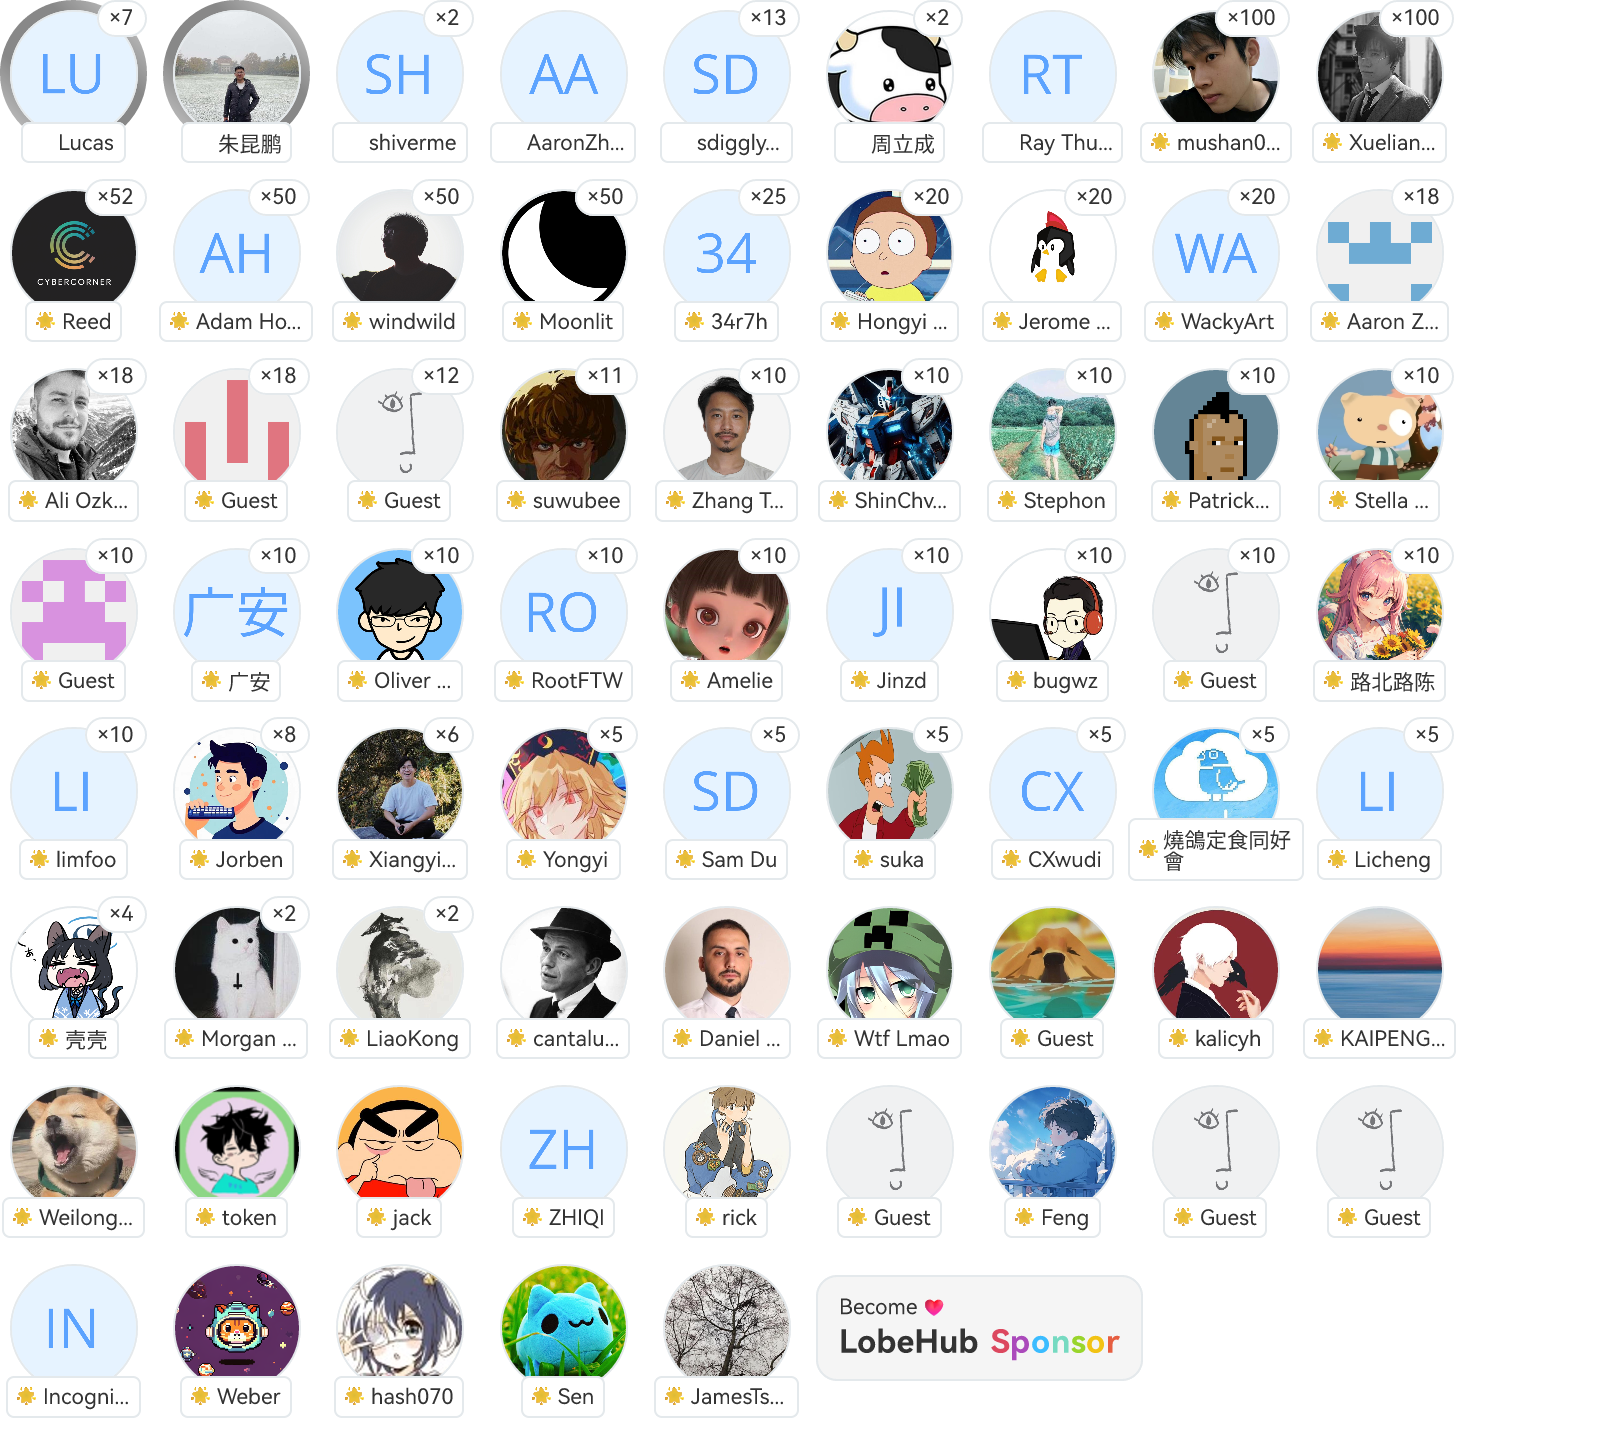 LU ×7 SH ×2 AA SD ×13 ×2 RT ×100 ×100
Lucas 朱昆鹏 shiverme AaronZh... sdiggly... 周立成 Ray Thu... mushan0... Xuelian...
×52 AH ×50 ×50 ×50 34 ×25 ×20 ×20 WA ×20 ×18
CYBERCORNER
Reed Adam Ho... windwild Moonlit 34r7h Hongyi ... Jerome ... WackyArt Aaron Z...
×18 ×18 ×12 ×11 ×10 ×10 ×10 ×10 ×10
Ali Ozk... Guest Guest suwubee Zhang T... ShinChv... Stephon Patrick... Stella ...
×10 广安 ×10 ×10 RO ×10 ×10 JI ×10 ×10 ×10 ×10
Guest 广安 Oliver ... RootFTW Amelie Jinzd bugwz Guest 路北路陈
LI ×10 ×8 ×6 ×5 SD ×5 ×5 CX ×5 ×5 LI ×5
limfoo Jorben Xiangyi... Yongyi Sam Du suka CXwudi 燒鴿定食同好
會 Licheng
×4 ×2 ×2
壳壳 Morgan ... LiaoKong cantalu... Daniel ... Wtf Lmao Guest kalicyh KAIPENG...
ZH
Weilong... token jack ZHIQI rick Guest Feng Guest Guest
IN
Become
LobeHub Sponsor
Incogni... Weber hash070 Sen JamesTs...